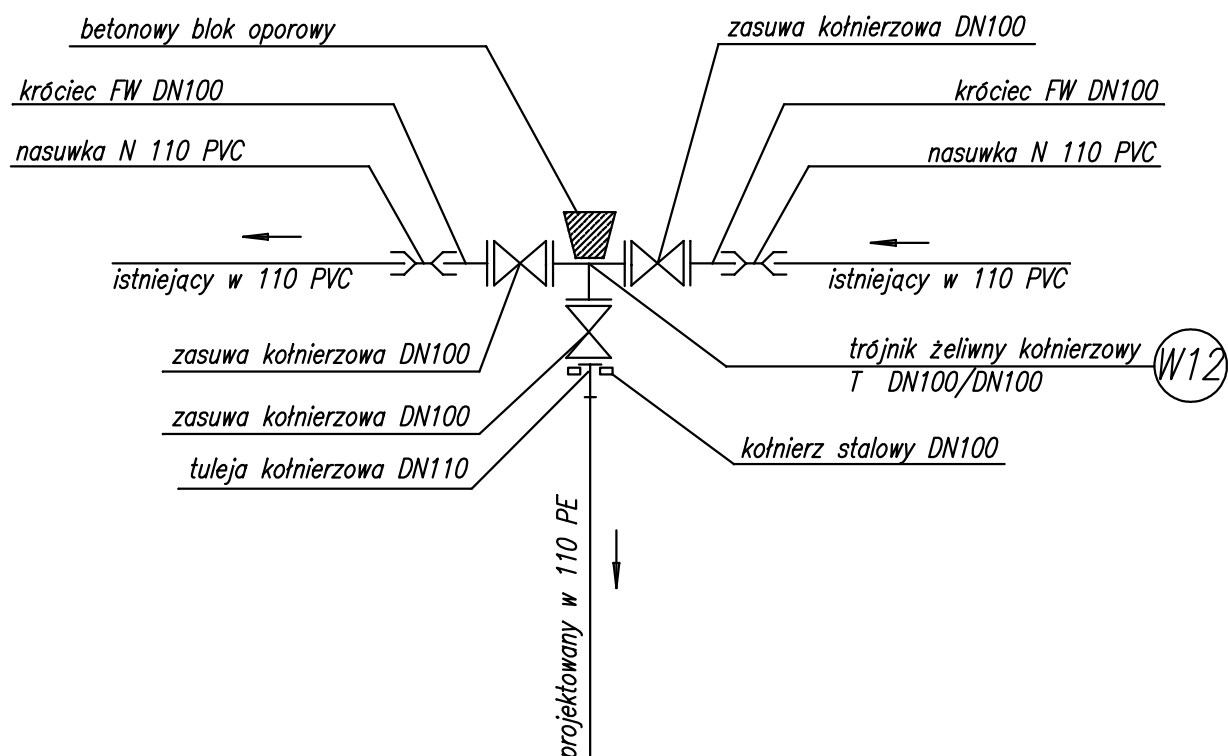 betonowy blok oporowy
zasuwa kołnierzowa DN100
króciec FW DN100
króciec FW DN100
nasuwka N 110 PVC
nasuwka N 110 PVC
istniejący w 110 PVC
istniejący w 110 PVC
zasuwa kołnierzowa DN100
trójnik żeliwny kołnierzowy
T DN100/DN100
W12
zasuwa kołnierzowa DN100
kołnierz stalowy DN100
tuleja kołnierzowa DN110
projektowany w 110 PE